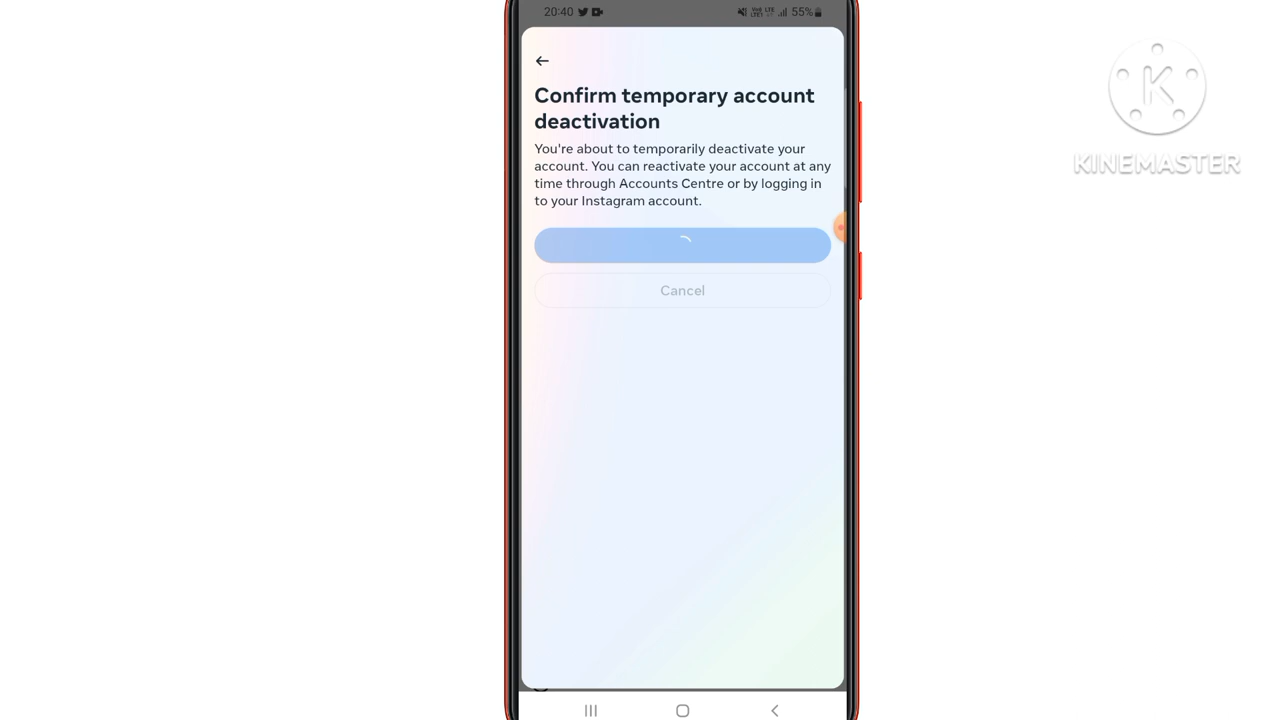 20:40
55%
Confirm temporary account
deactivation
You're about to temporarily deactivate your
account. You can reactivate your account at any
time through Accounts Centre or by logging in
to your Instagram account.
Cancel
K
KINEMASTER